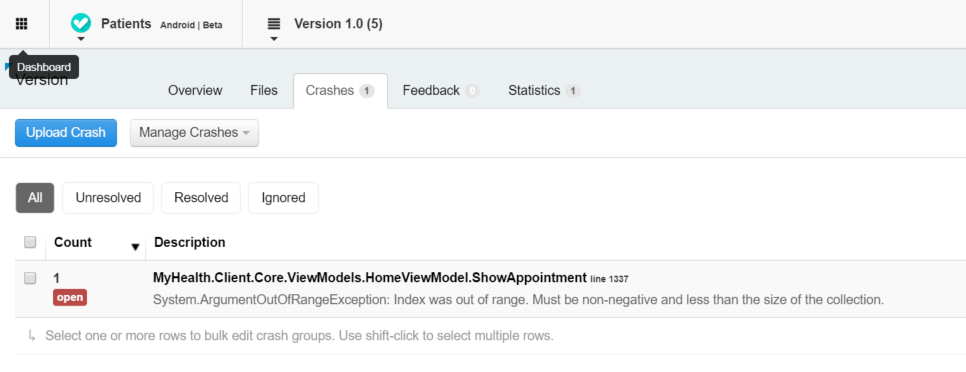 Patients Android | Beta Version 1.0 (5)
Dashboard
Version
Overview Files Crashes 1 Feedback 0 Statistics 1
Upload Crash Manage Crashes
All Unresolved Resolved Ignored
Count Description
1 MyHealth.Client.Core.ViewModels.HomeViewModel.ShowAppointment line 1337
open System.ArgumentOutOfRangeException: Index was out of range. Must be non-negative and less than the size of the collection.
Select one or more rows to bulk edit crash groups. Use shift-click to select multiple rows.